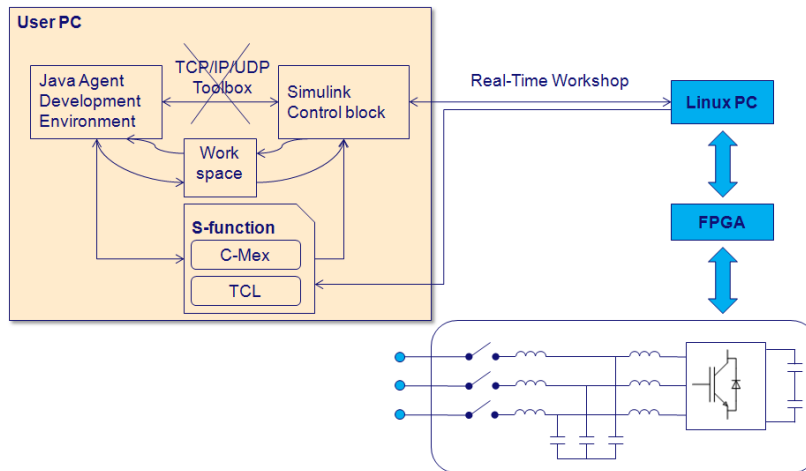 User PC
Java Agent
Development
Environment
TCP/IP/UDP
Toolbox
Simulink
Control block
Real-Time Workshop
Linux PC
Work
space
S-function
C-Mex
TCL
FPGA